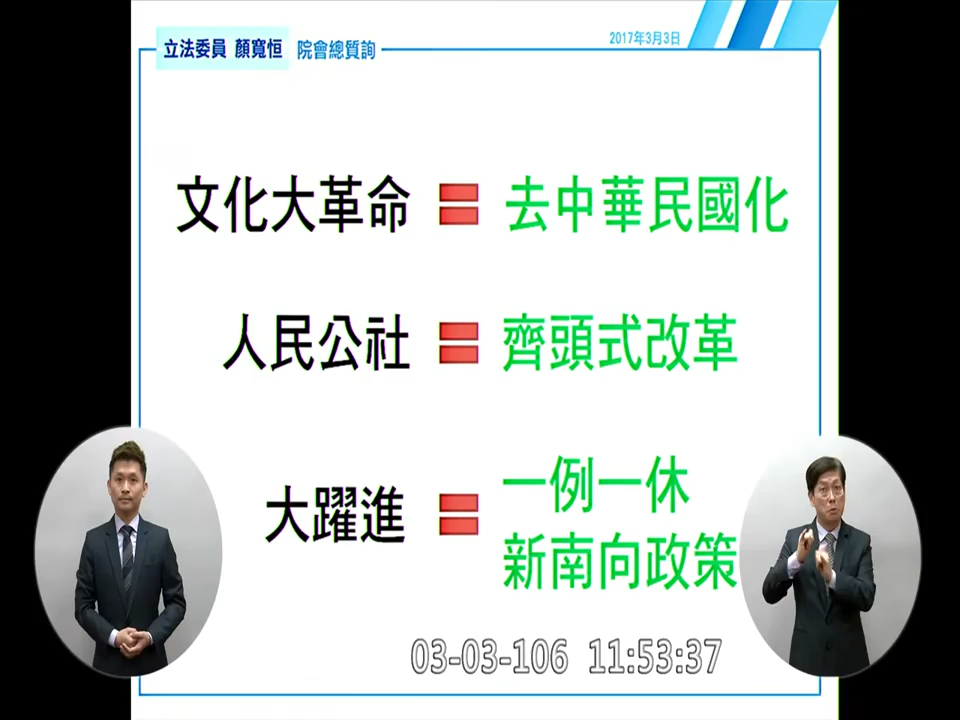 立法委員 顏寬恒 院會總質詢
2017年3月3日
文化大革命 = 去中華民國化
人民公社 = 齊頭式改革
大躍進 = 一例一休
新南向政策
03-03-106 11:53:37